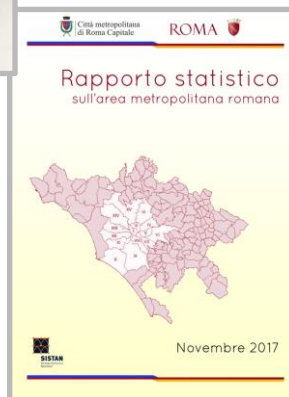 Città metropolitana
di Roma Capitale
ROMA
Rapporto statistico
sull'area metropolitana romana
Novembre 2017
SISTAN